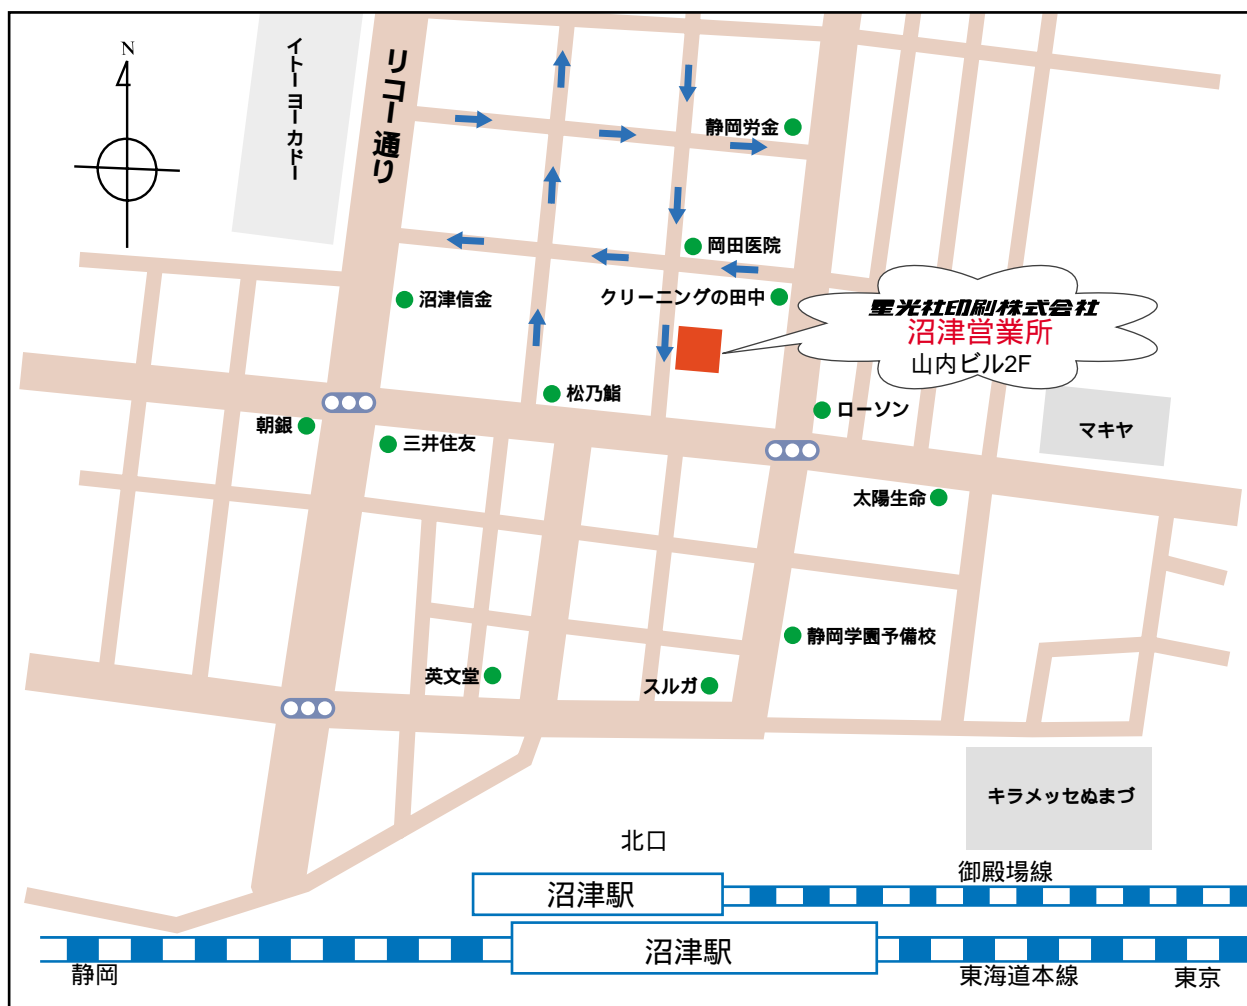 N
イトーヨーカドー
リコー通り
静岡労金
岡田医院
クリーニングの田中
沼津信金
星光社印刷株式会社
沼津営業所
山内ビル2F
松乃鮨
ローソン
朝銀
三井住友
マキヤ
太陽生命
静岡学園予備校
英文堂
スルガ
キラメッセぬまづ
北口
御殿場線
沼津駅
沼津駅
静岡
東海道本線
東京